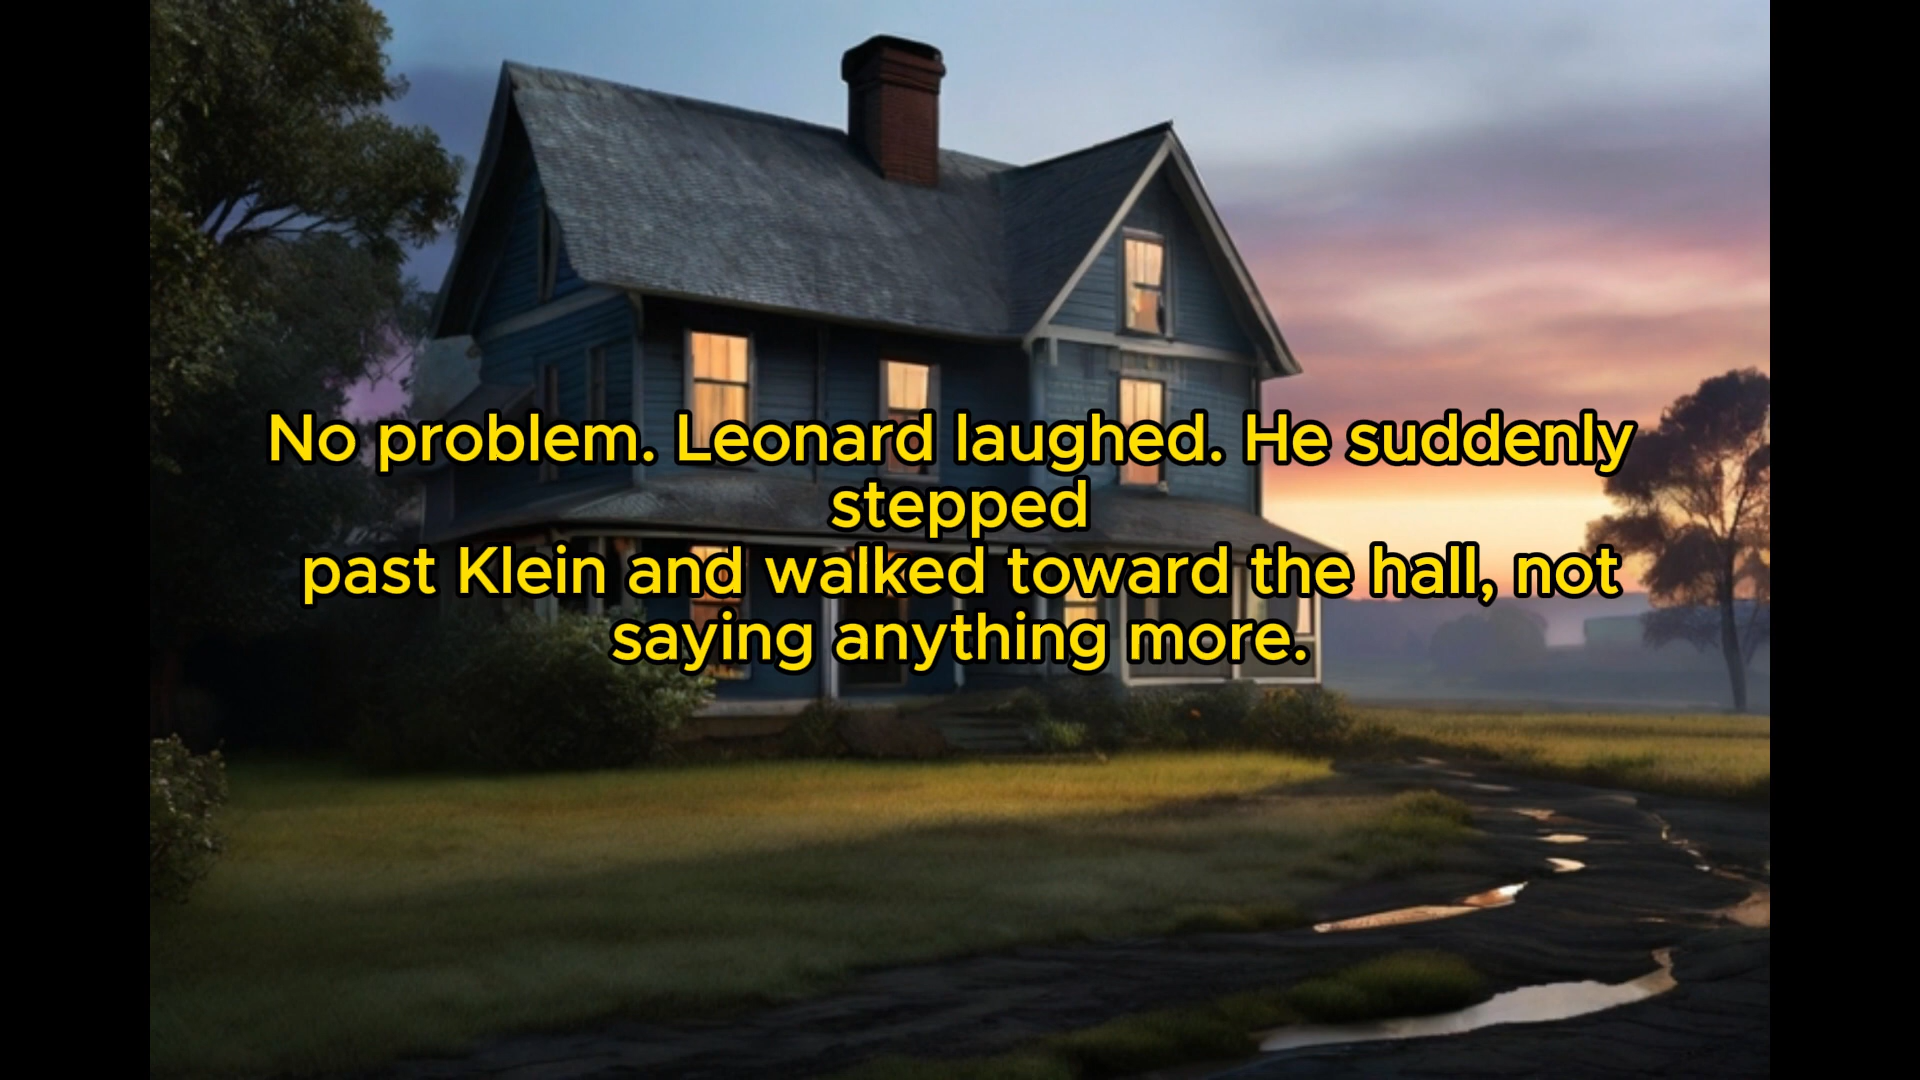 No problem. Leonard laughed. He suddenly
stepped
past Klein and walked toward the hall, not
saying anything more.